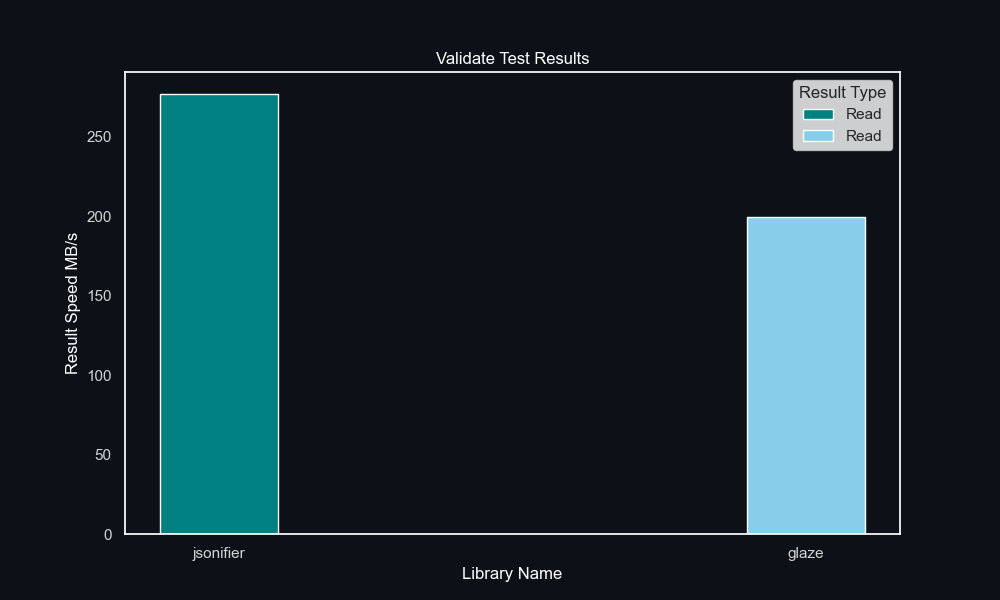 Validate Test Results
Result Type
Read
Read
250
200
150
100
50
0
Result Speed MB/s
jsonifier
glaze
Library Name